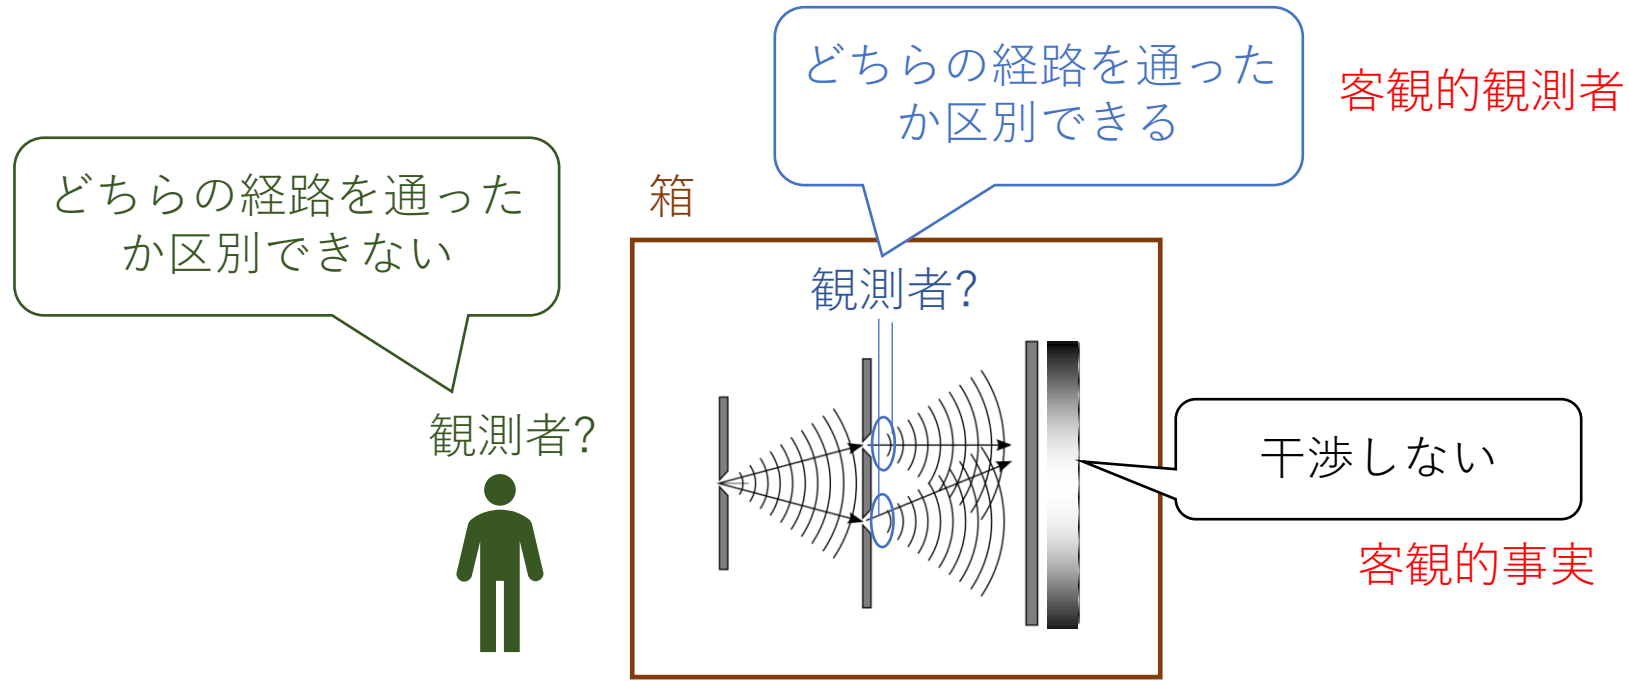 どちらの経路を通った
か区別できる
客観的観測者
どちらの経路を通った
か区別できない
箱
観測者?
観測者?
干渉しない
客観的事実